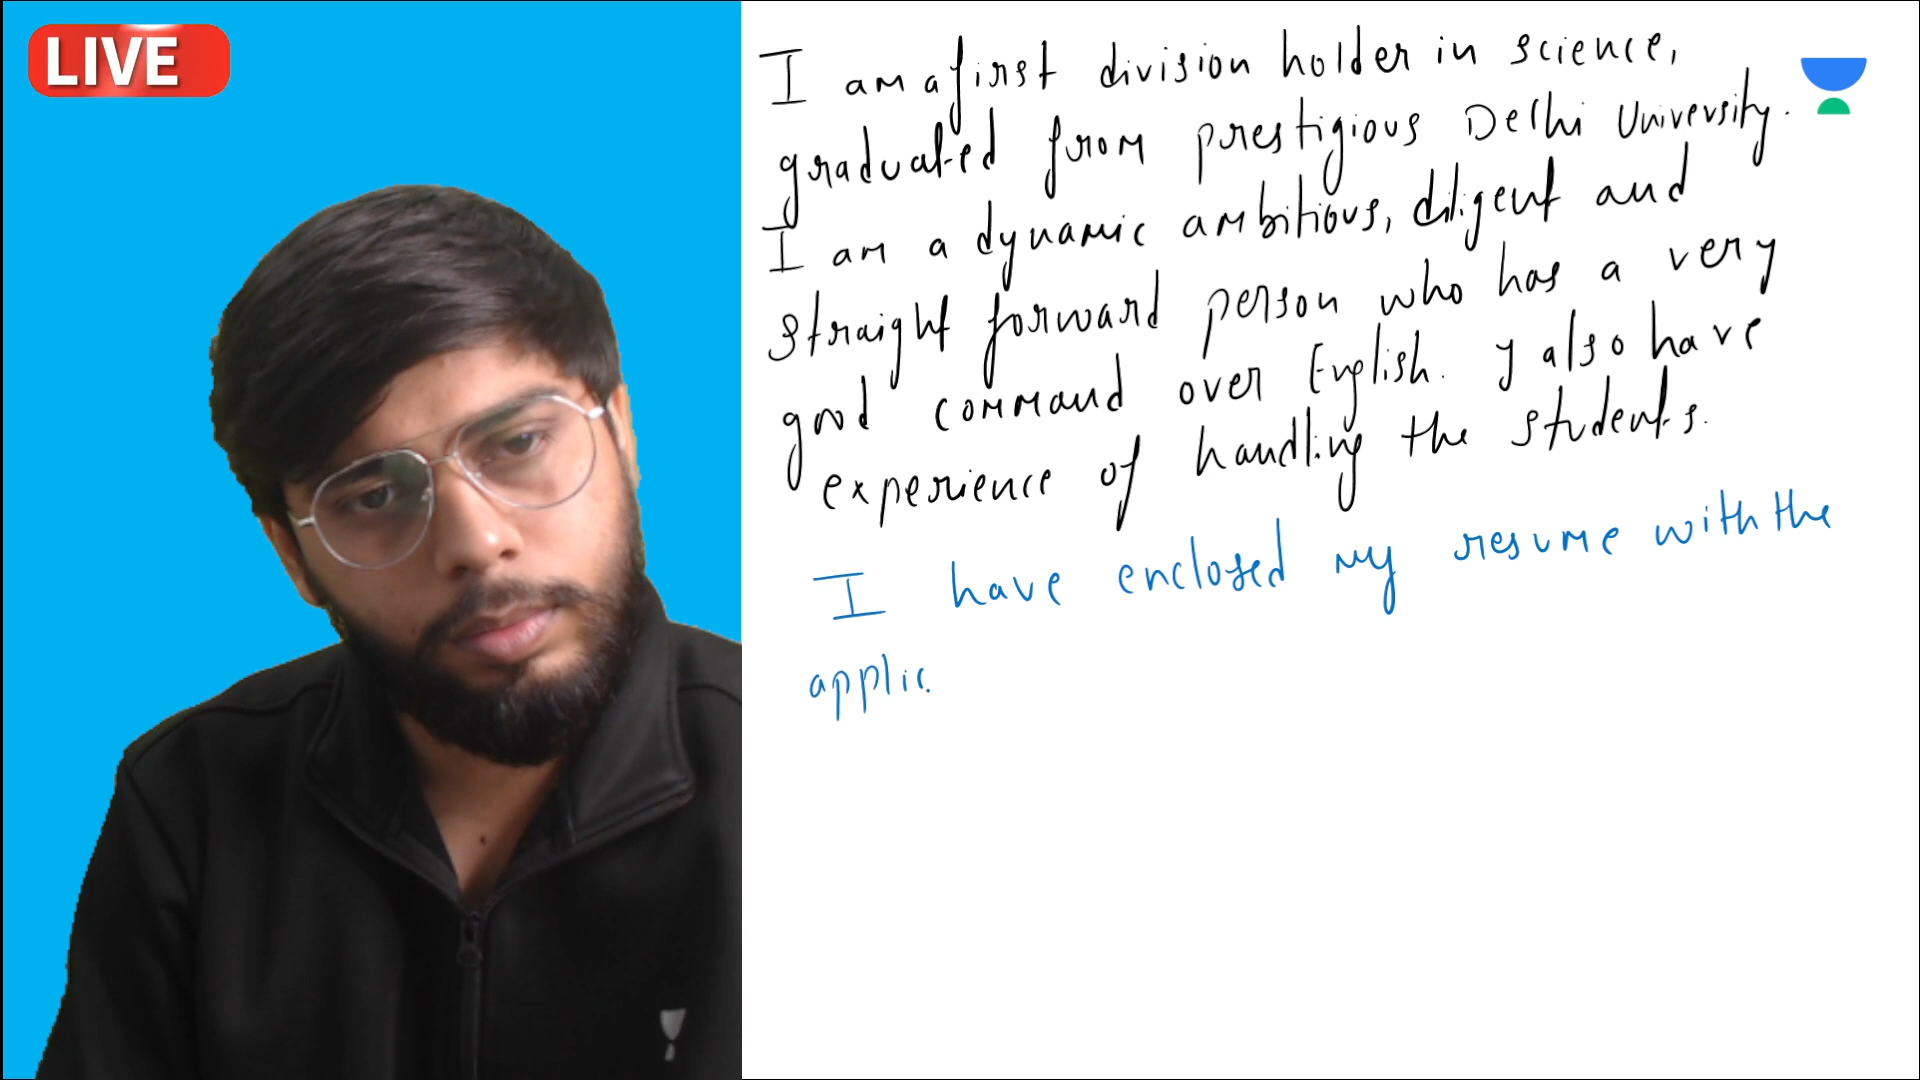 LIVE
I am a first division holder in science,
graduated from prestigious Delhi University.
I am a dynamic ambitious, diligent and
straight forward person who has a very
good command over English. I also have
experience of handling the students.
I have enclosed my resume with the
applic.